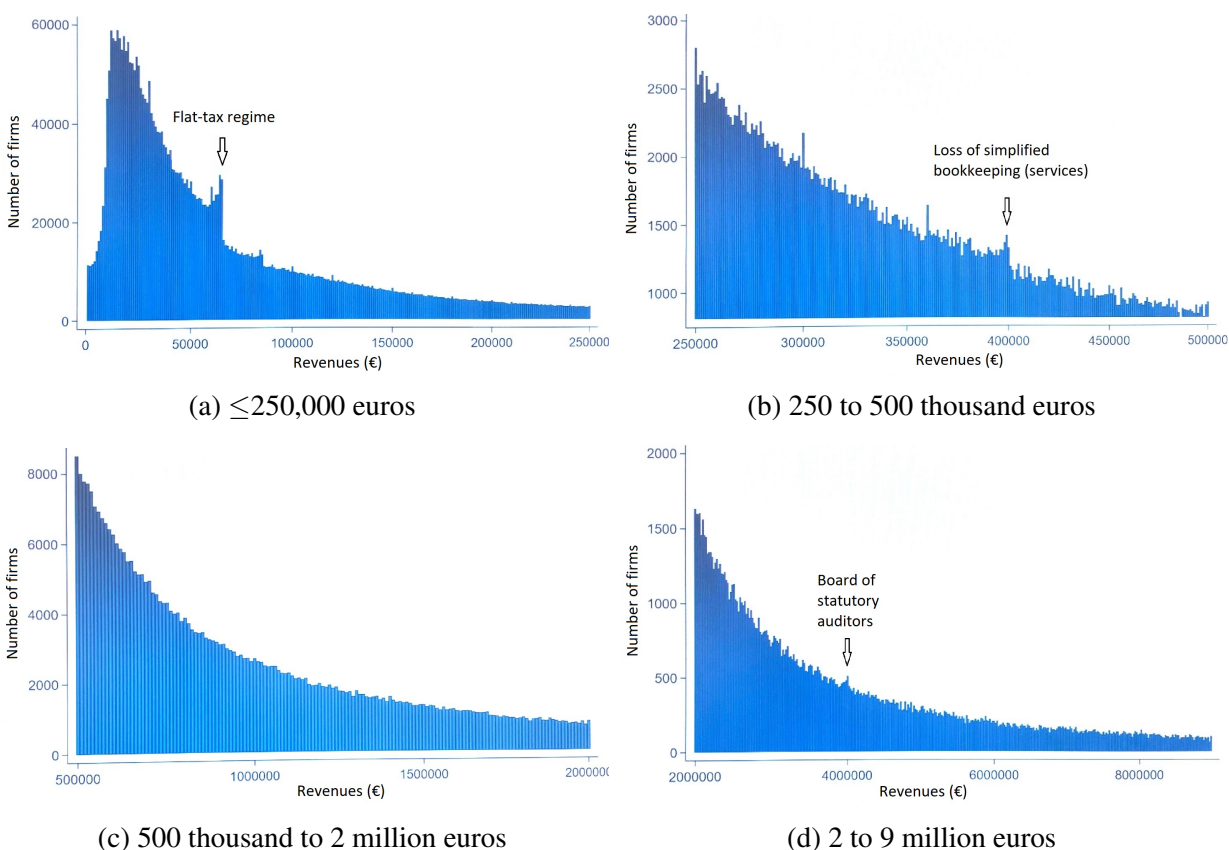 60000
40000
20000
0
Number of firms
Flat-tax regime
0 50000 100000 150000 200000 250000
Revenues (€)
(a) ≤250,000 euros
3000
2500
2000
1500
1000
Number of firms
Loss of simplified
bookkeeping (services)
250000 300000 350000 400000 450000 500000
Revenues (€)
(b) 250 to 500 thousand euros
8000
6000
4000
2000
0
Number of firms
500000 1000000 1500000 2000000
Revenues (€)
(c) 500 thousand to 2 million euros
2000
1500
1000
500
0
Number of firms
Board of
statutory
auditors
2000000 4000000 6000000 8000000
Revenues (€)
(d) 2 to 9 million euros